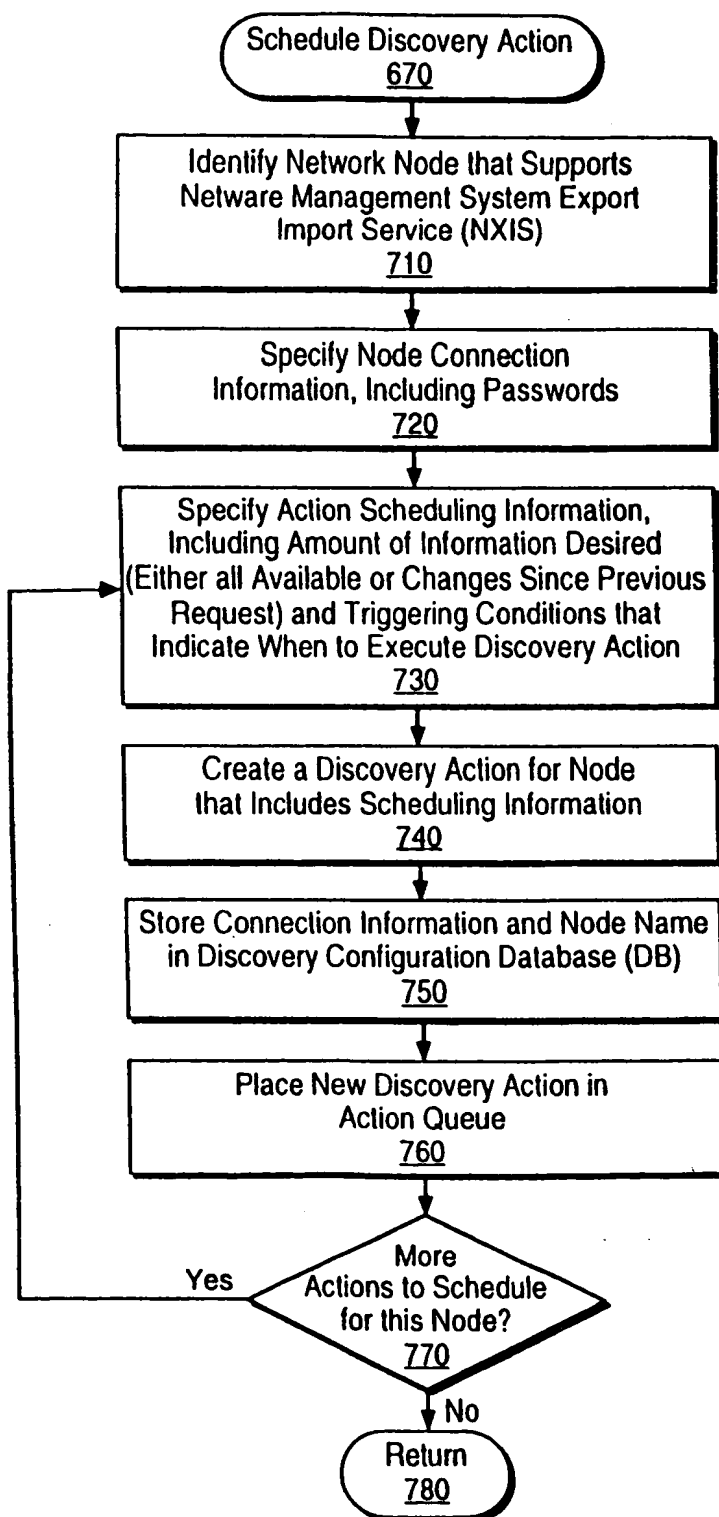 Schedule Discovery Action
670
Identify Network Node that Supports
Netware Management System Export
Import Service (NXIS)
710
Specify Node Connection
Information, Including Passwords
720
Specify Action Scheduling Information,
Including Amount of Information Desired
(Either all Available or Changes Since Previous
Request) and Triggering Conditions that
Indicate When to Execute Discovery Action
730
Create a Discovery Action for Node
that Includes Scheduling Information
740
Store Connection Information and Node Name
in Discovery Configuration Database (DB)
750
Place New Discovery Action in
Action Queue
760
More
Actions to Schedule
for this Node?
770
Yes
No
Return
780